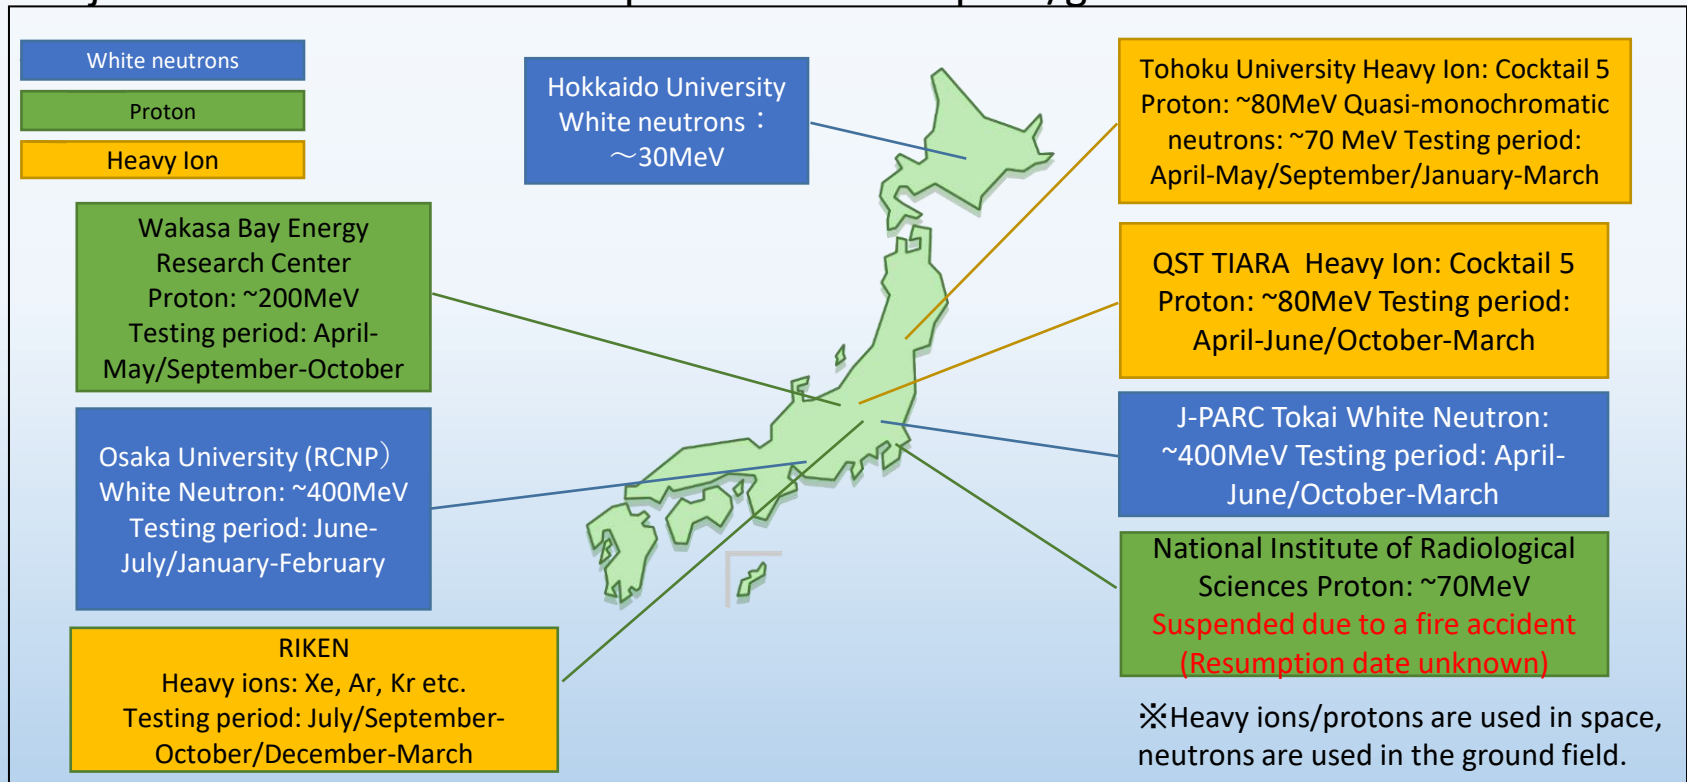 White neutrons
Proton
Heavy Ion
Hokkaido University
White neutrons：
～30MeV
Tohoku University Heavy Ion: Cocktail 5
Proton: ~80MeV Quasi-monochromatic
neutrons: ~70 MeV Testing period:
April-May/September/January-March
Wakasa Bay Energy
Research Center
Proton: ~200MeV
Testing period: April-
May/September-October
QST TIARA  Heavy Ion: Cocktail 5
Proton: ~80MeV Testing period:
April-June/October-March
Osaka University (RCNP）
White Neutron: ~400MeV
Testing period: June-
July/January-February
J-PARC Tokai White Neutron:
~400MeV Testing period: April-
June/October-March
National Institute of Radiological
Sciences Proton: ~70MeV
Suspended due to a fire accident
(Resumption date unknown)
RIKEN
Heavy ions: Xe, Ar, Kr etc.
Testing period: July/September-
October/December-March
※Heavy ions/protons are used in space,
neutrons are used in the ground field.